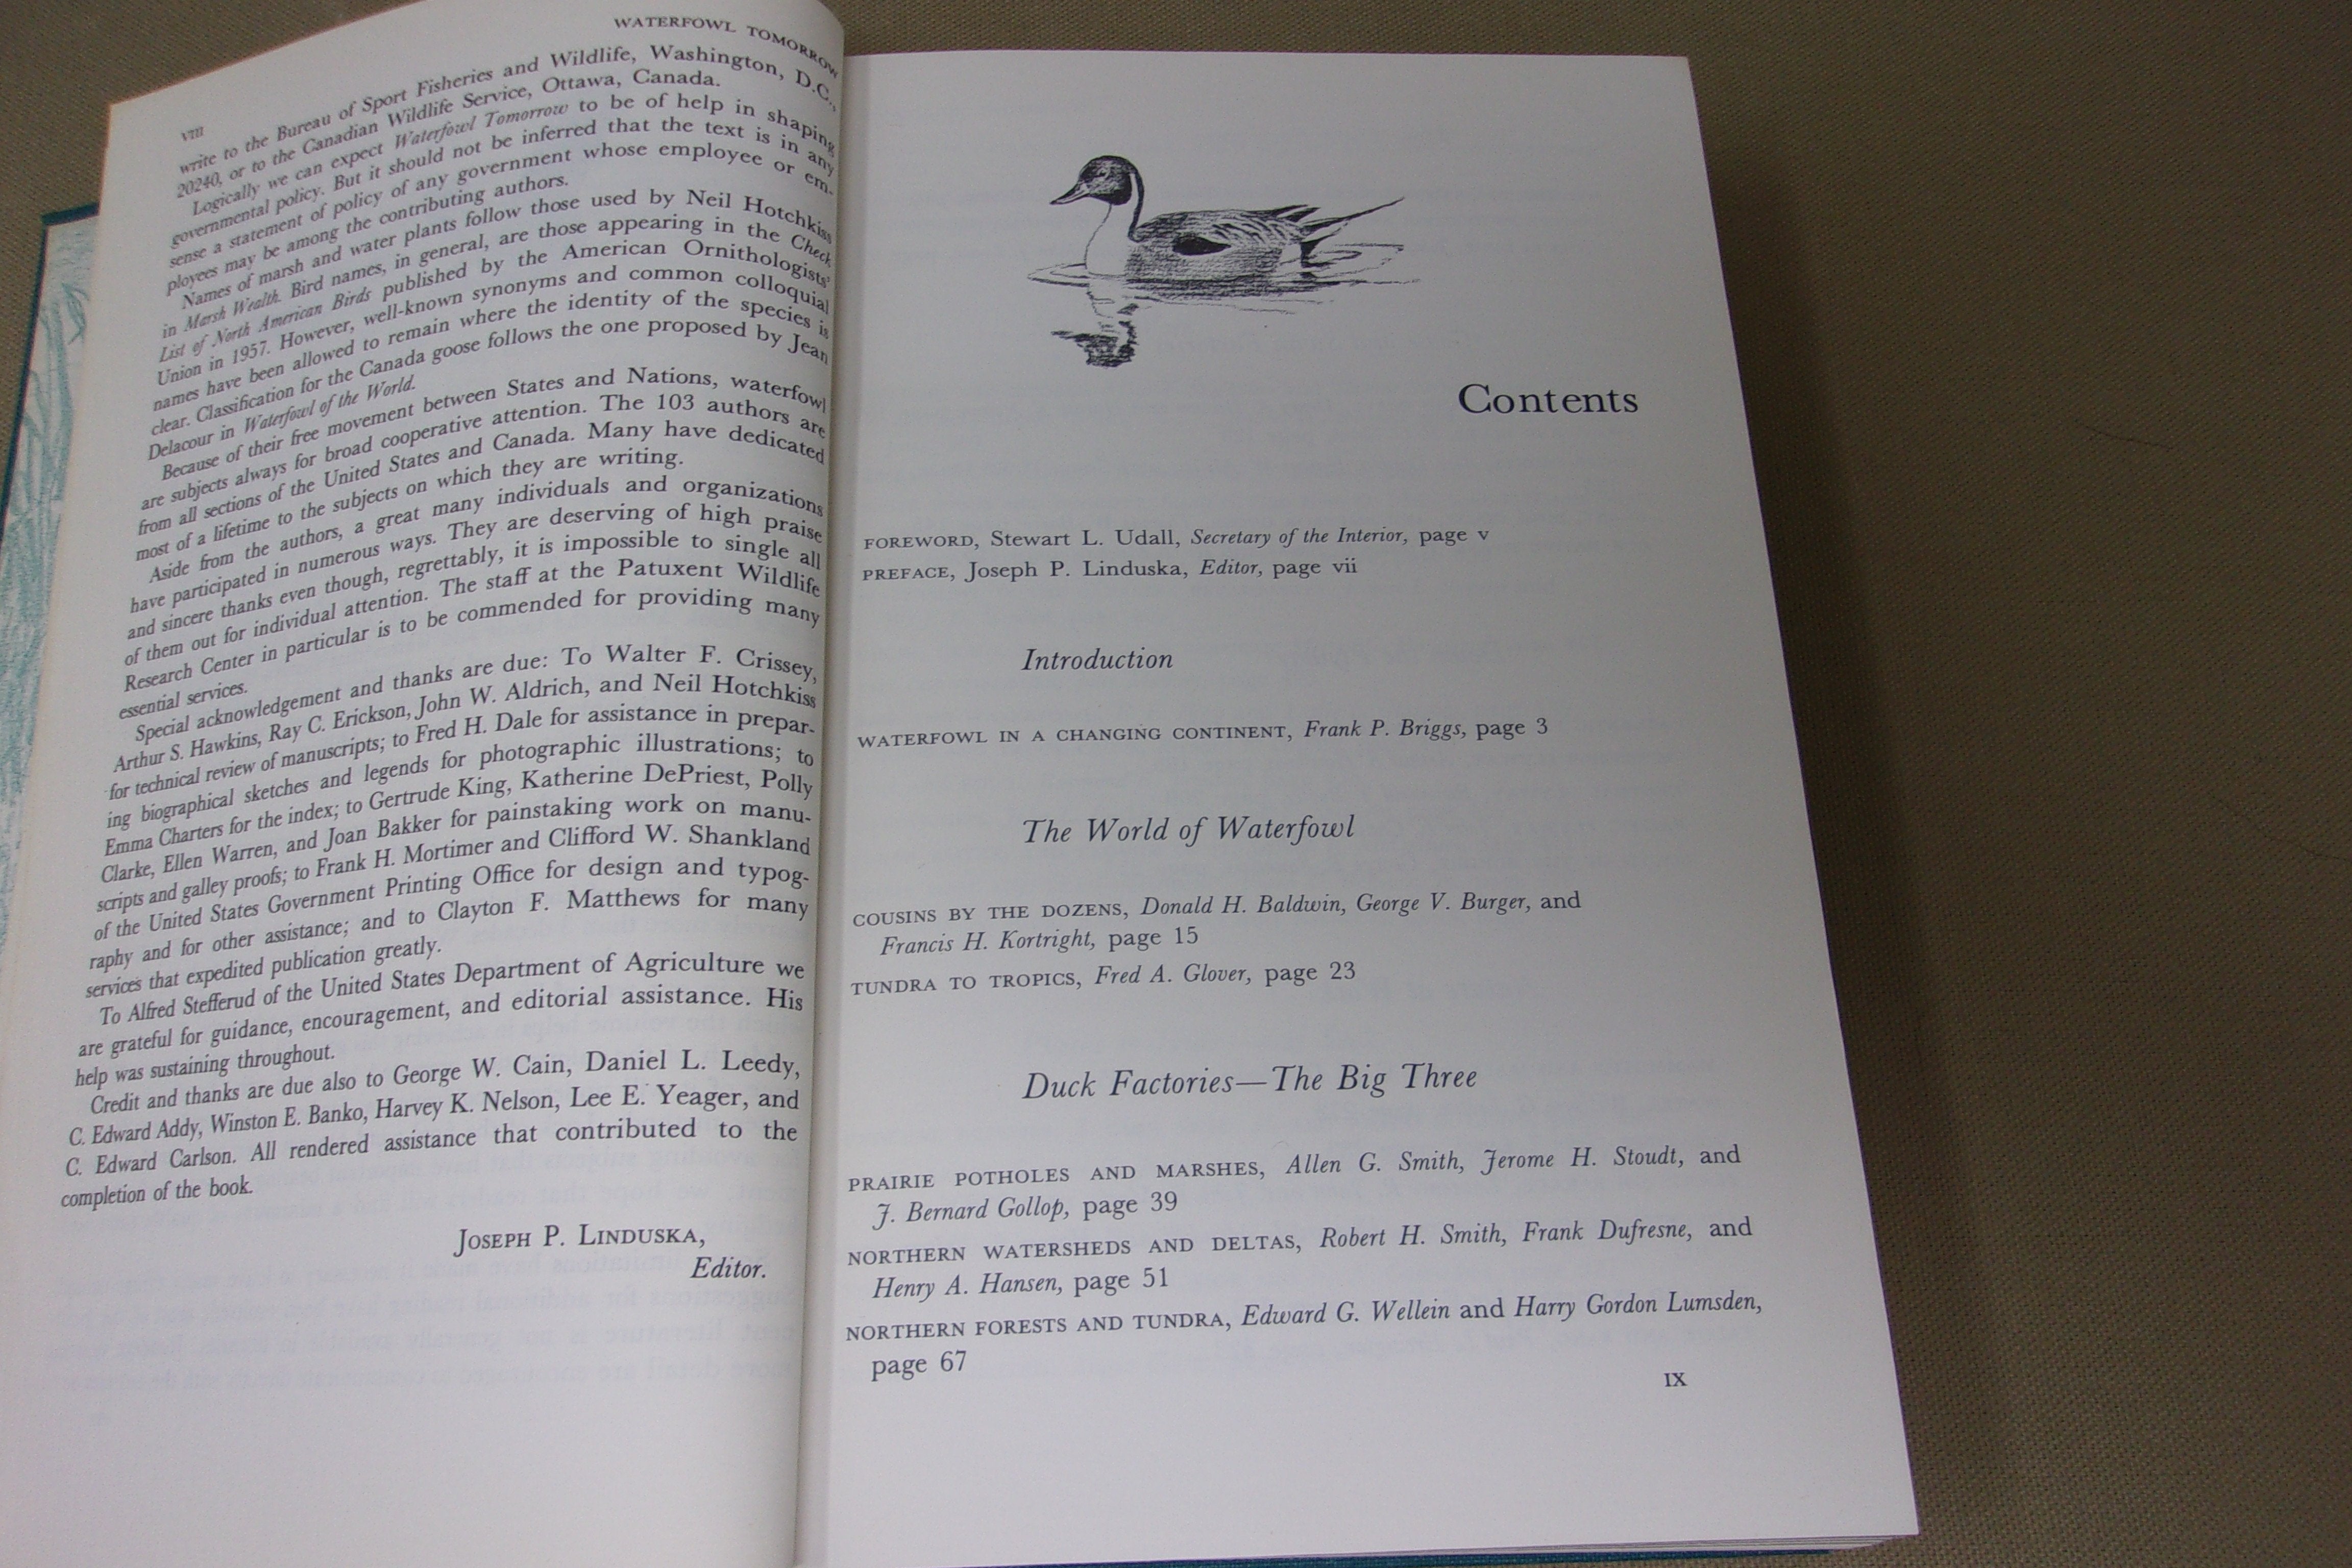 VIII
WATERFOWL TOMORROW
write to the Bureau of Sport Fisheries and Wildlife, Washington, D.C.,
20240, or to the Canadian Wildlife Service, Ottawa, Canada.
Logically we can expect Waterfowl Tomorrow to be of help in shaping
governmental policy. But it should not be inferred that the text is in any
sense a statement of policy of any government whose employee or em-
ployees may be among the contributing authors.
Names of marsh and water plants follow those used by Neil Hotchkiss
in Marsh Wealth. Bird names, in general, are those appearing in the Check
List of North American Birds published by the American Ornithologists'
Union in 1957. However, well-known synonyms and common colloquial
names have been allowed to remain where the identity of the species is
clear. Classification for the Canada goose follows the one proposed by Jean
Delacour in Waterfowl of the World.
Because of their free movement between States and Nations, waterfowl
are subjects always for broad cooperative attention. The 103 authors are
from all sections of the United States and Canada. Many have dedicated
most of a lifetime to the subjects on which they are writing.
Aside from the authors, a great many individuals and organizations
have participated in numerous ways. They are deserving of high praise
and sincere thanks even though, regrettably, it is impossible to single all
of them out for individual attention. The staff at the Patuxent Wildlife
Research Center in particular is to be commended for providing many
essential services.
Special acknowledgement and thanks are due: To Walter F. Crissey,
Arthur S. Hawkins, Ray C. Erickson, John W. Aldrich, and Neil Hotchkiss
for technical review of manuscripts; to Fred H. Dale for assistance in prepar-
ing biographical sketches and legends for photographic illustrations; to
Emma Charters for the index; to Gertrude King, Katherine DePriest, Polly
Clarke, Ellen Warren, and Joan Bakker for painstaking work on manu-
scripts and galley proofs; to Frank H. Mortimer and Clifford W. Shankland
of the United States Government Printing Office for design and typog-
raphy and for other assistance; and to Clayton F. Matthews for many
services that expedited publication greatly.
To Alfred Stefferud of the United States Department of Agriculture we
are grateful for guidance, encouragement, and editorial assistance. His
help was sustaining throughout.
Credit and thanks are due also to George W. Cain, Daniel L. Leedy,
C. Edward Addy, Winston E. Banko, Harvey K. Nelson, Lee E. Yeager, and
C. Edward Carlson. All rendered assistance that contributed to the
completion of the book.
JOSEPH P. LINDUSKA,
Editor.
Contents
FOREWORD, Stewart L. Udall, Secretary of the Interior, page v
PREFACE, Joseph P. Linduska, Editor, page vii
Introduction
WATERFOWL IN A CHANGING CONTINENT, Frank P. Briggs, page 3
The World of Waterfowl
COUSINS BY THE DOZENS, Donald H. Baldwin, George V. Burger, and
Francis H. Kortright, page 15
TUNDRA TO TROPICS, Fred A. Glover, page 23
Duck Factories—The Big Three
PRAIRIE POTHOLES AND MARSHES, Allen G. Smith, Jerome H. Stoudt, and
J. Bernard Gollop, page 39
NORTHERN WATERSHEDS AND DELTAS, Robert H. Smith, Frank Dufresne, and
Henry A. Hansen, page 51
NORTHERN FORESTS AND TUNDRA, Edward G. Wellein and Harry Gordon Lumsden,
page 67
IX